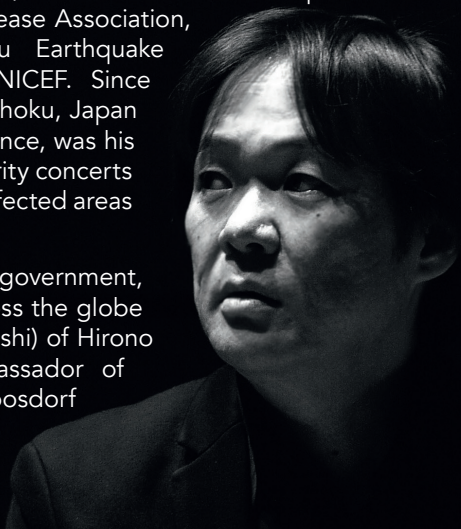 ease Association,
u Earthquake
NICEF. Since
hoku, Japan
nce, was his
rity concerts
fected areas
government,
ss the globe
shi) of Hirono
assador of
oosdorf